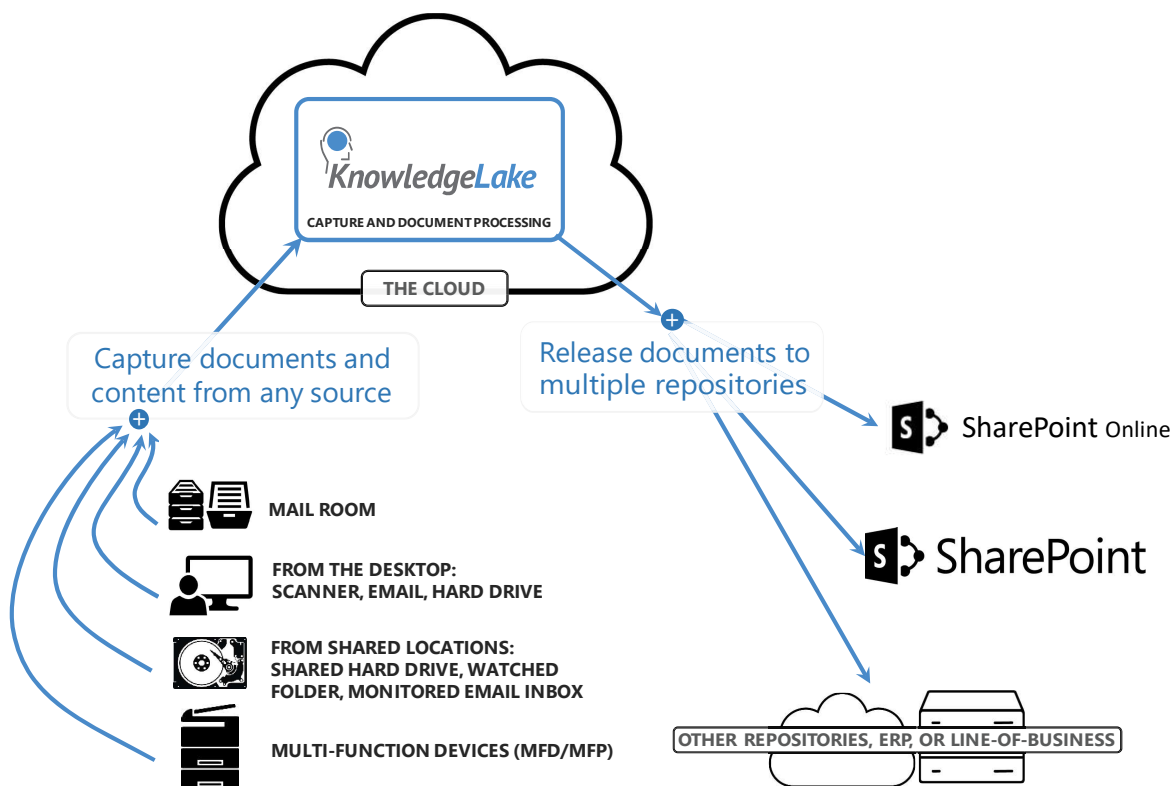 KnowledgeLake
CAPTURE AND DOCUMENT PROCESSING
THE CLOUD
Capture documents and
content from any source
Release documents to
multiple repositories
S SharePoint Online
MAIL ROOM
S SharePoint
FROM THE DESKTOP:
SCANNER, EMAIL, HARD DRIVE
FROM SHARED LOCATIONS:
SHARED HARD DRIVE, WATCHED
FOLDER, MONITORED EMAIL INBOX
MULTI-FUNCTION DEVICES (MFD/MFP)
OTHER REPOSITORIES, ERP, OR LINE-OF-BUSINESS